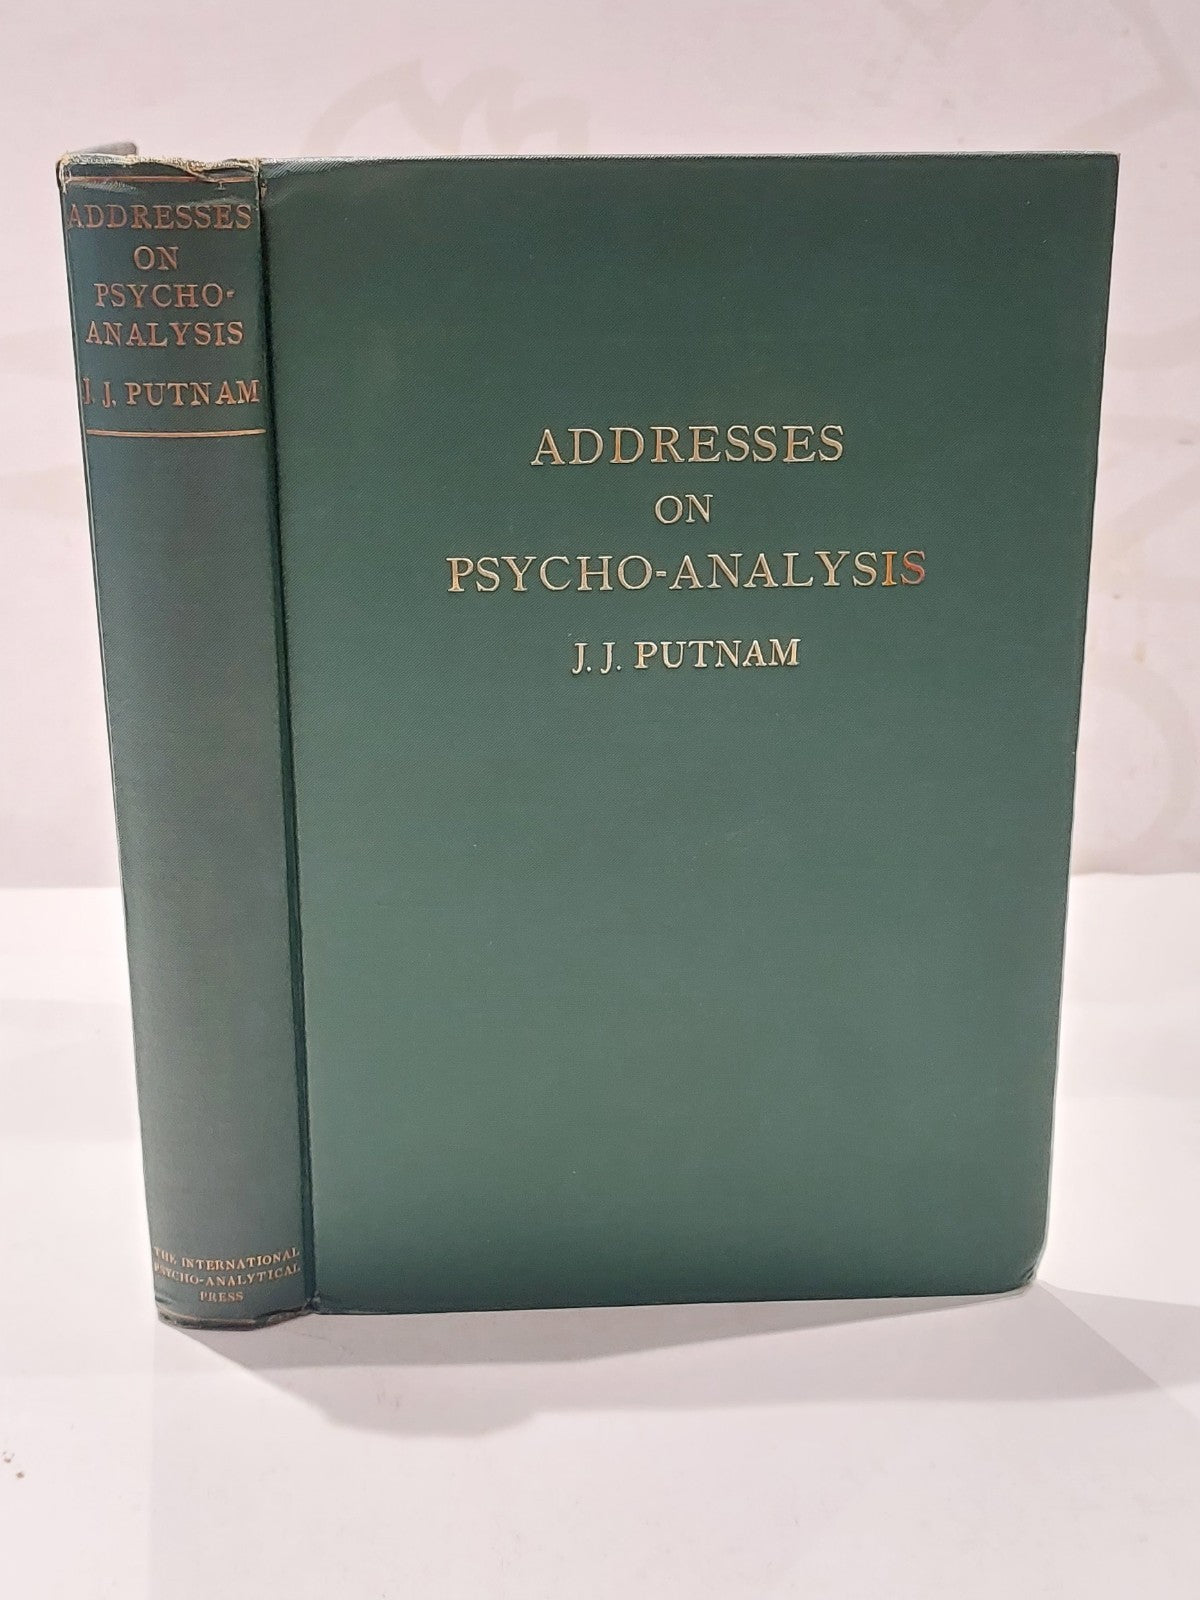 ADDRESSES
ON
PSYCHO-
ANALYSIS
J. J. PUTNAM
THE INTERNATIONAL
PSYCHO-ANALYTICAL
PRESS
ADDRESSES
ON
PSYCHO-ANALYSIS
J. J. PUTNAM